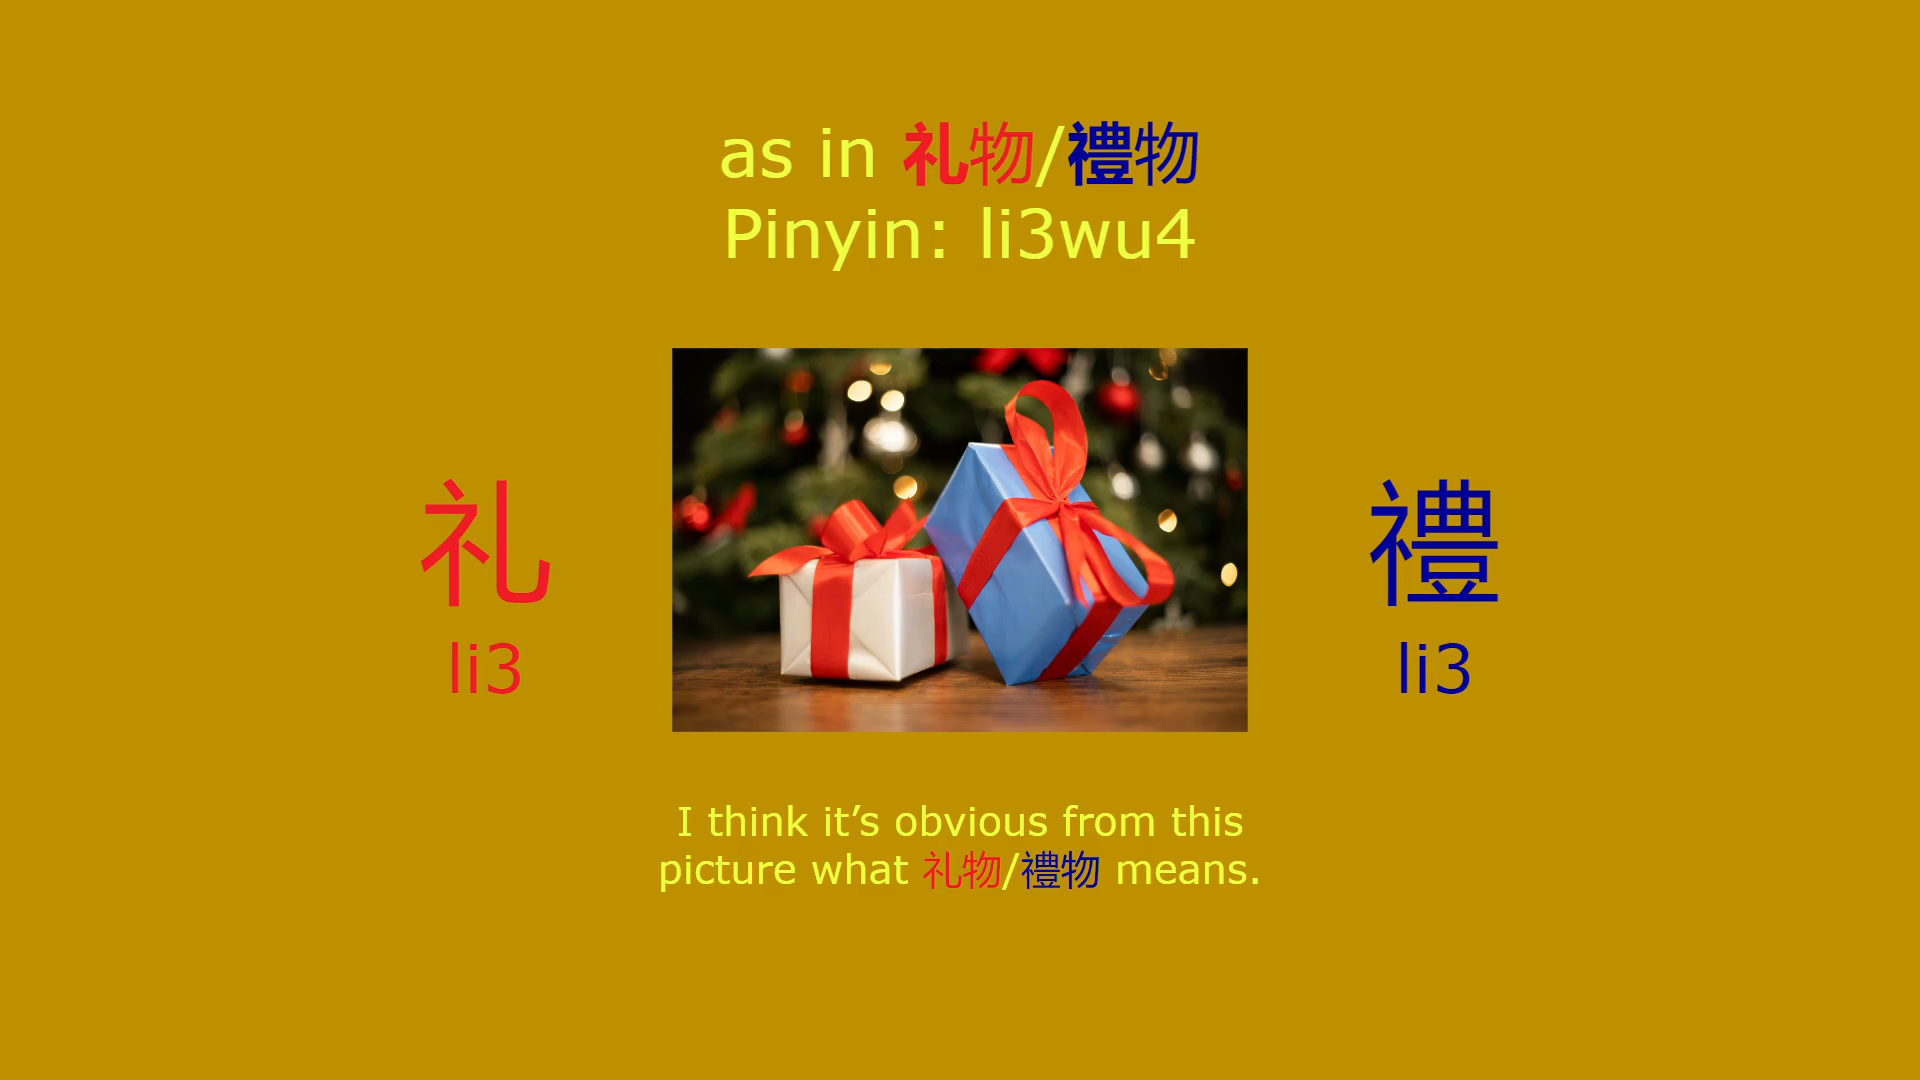 as in 礼物/禮物
Pinyin: li3wu4
礼
li3
禮
li3
I think it’s obvious from this
picture what 礼物/禮物 means.